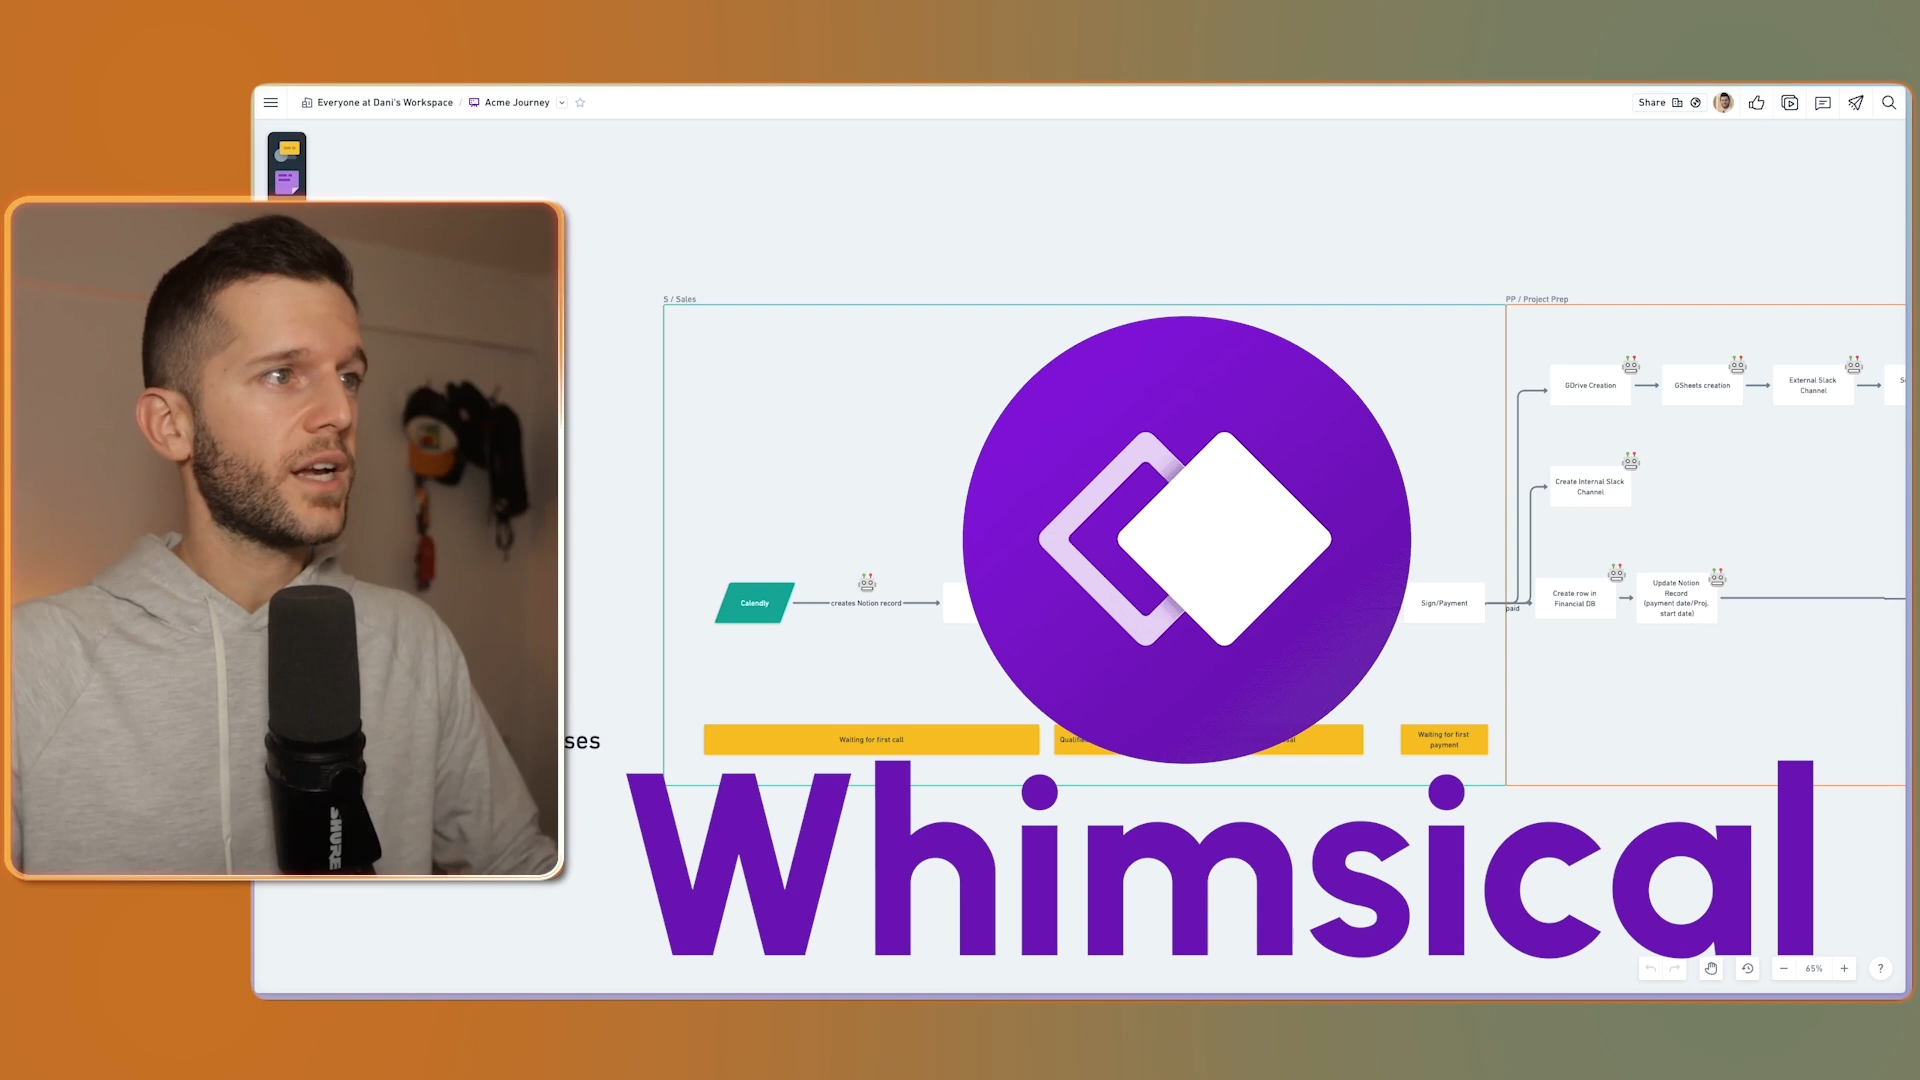 Everyone at Dani's Workspace / Acme Journey
Share
S / Sales
PP / Project Prep
GDrive Creation
GSheets creation
External Slack
Channel
Create Internal Slack
Channel
Calendly
creates Notion record
Sign/Payment
paid
Create row in
Financial DB
Update Notion
Record
(payment date/Proj.
start date)
ses
Waiting for first call
Waiting for first
payment
Whimsical
SHURE
65%
?